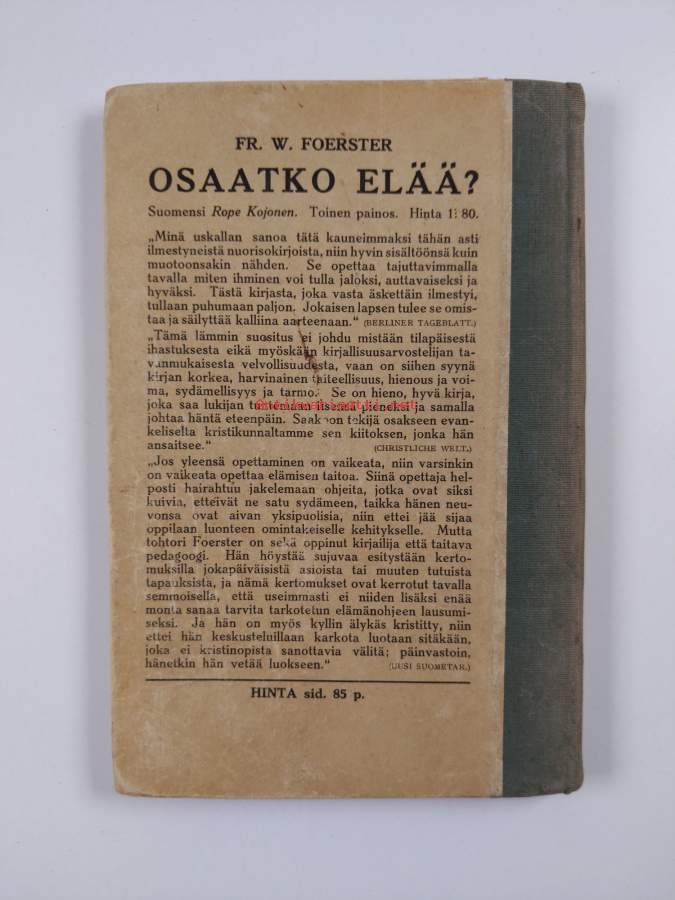 FR. W. FOERSTER
OSAATKO ELÄÄ?
Suomensi Rope Kojonen. Toinen painos. Hinta 1: 80.
„Minä uskallan sanoa tätä kauneimmaksi tähän asti
ilmestyneistä nuorisokirjoista, niin hyvin sisältöönsä kuin
muotoonsakin nähden. Se opettaa tajuttavimmalla
tavalla miten ihminen voi tulla jaloksi, auttavaiseksi ja
hyväksi. Tästä kirjasta, joka vasta äskettäin ilmestyi,
tullaan puhumaan paljon. Jokaisen lapsen tulee se omis-
taa ja säilyttää kalliina aarteenaan.“ (BERLINER TAGEBLATT.)
„Tämä lämmin suositus ei johdu mistään tilapäisestä
ihastuksesta eikä myöskään kirjallisuusarvostelijan ta-
vanmukaisesta velvollisuudesta, vaan on siihen syynä
kirjan korkea, harvinainen taiteellisuus, hienous ja voi-
ma, sydämellisyys ja tarmo. Se on hieno, hyvä kirja,
joka saa lukijan tuntemaan itsensä pieneksi ja samalla
johtaa häntä eteenpäin. Saakoon tekijä osakseen evan-
keliselta kristikunnaltamme sen kiitoksen, jonka hän
ansaitsee.“ (CHRISTLICHE WELT.)
„Jos yleensä opettaminen on vaikeata, niin varsinkin
on vaikeata opettaa elämisen taitoa. Siinä opettaja hel-
posti hairahtuu jakelemaan ohjeita, jotka ovat siksi
kuivia, etteivät ne satu sydämeen, taikka hänen neu-
vonsa ovat aivan yksipuolisia, niin ettei jää sijaa
oppilaan luonteen omintakeiselle kehitykselle. Mutta
tohtori Foerster on sekä oppinut kirjailija että taitava
pedagoogi. Hän höystää sujuvaa esitystään kerto-
muksilla jokapäiväisistä asioista tai muuten tutuista
tapauksista, ja nämä kertomukset ovat kerrotut tavalla
semmoisella, että useimmasti ei niiden lisäksi enää
monta sanaa tarvita tarkotetun elämänohjeen lausumi-
seksi. Ja hän on myös kyllin älykäs kristitty, niin
ettei hän keskusteluillaan karkota luotaan sitäkään,
joka ei kristinopista sanottavia välitä; päinvastoin,
hänetkin hän vetää luokseen.“ (UUSI SUOMETAR.)
HINTA sid. 85 p.